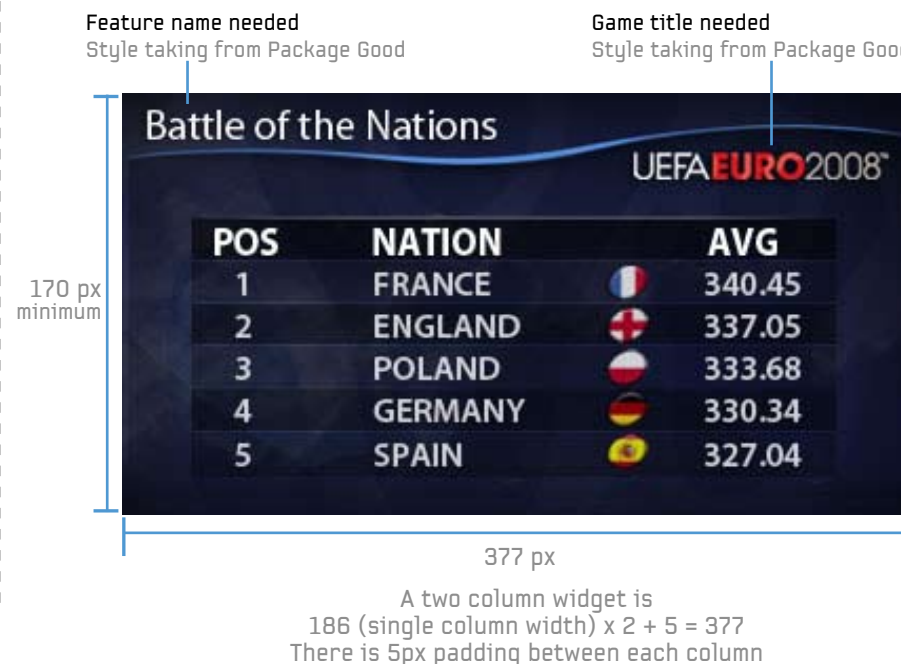 Feature name needed
Style taking from Package Good
Game title needed
Style taking from Package Good
Battle of the Nations
UEFAEURO2008™
POS NATION AVG
1 FRANCE 340.45
2 ENGLAND 337.05
3 POLAND 333.68
4 GERMANY 330.34
5 SPAIN 327.04
170 px
minimum
377 px
A two column widget is
186 (single column width) x 2 + 5 = 377
There is 5px padding between each column